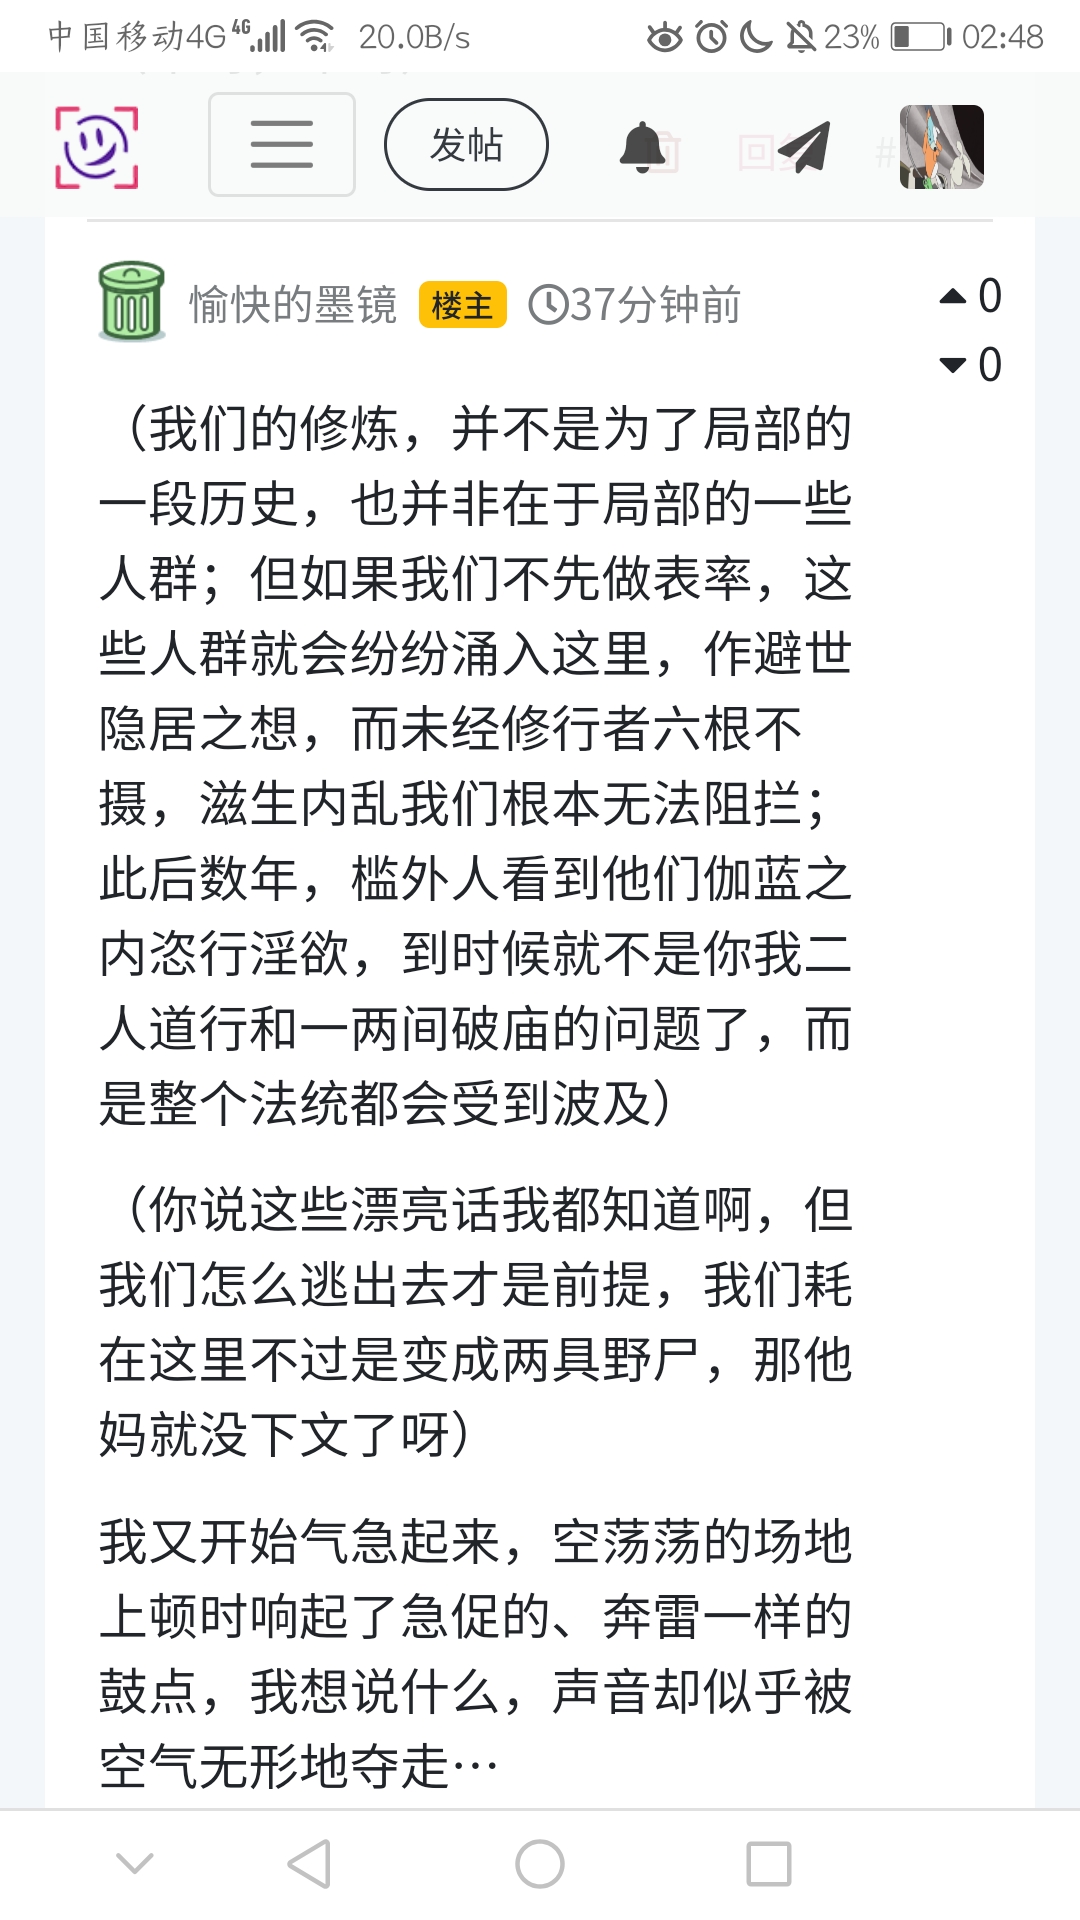 中国移动4G 4G 20.0B/s 23% 02:48
发帖 回复 #
愉快的墨镜 楼主 37分钟前 0
0
（我们的修炼，并不是为了局部的
一段历史，也并非在于局部的一些
人群；但如果我们不先做表率，这
些人群就会纷纷涌入这里，作避世
隐居之想，而未经修行者六根不
摄，滋生内乱我们根本无法阻拦；
此后数年，槛外人看到他们伽蓝之
内恣行淫欲，到时候就不是你我二
人道行和一两间破庙的问题了，而
是整个法统都会受到波及）
（你说这些漂亮话我都知道啊，但
我们怎么逃出去才是前提，我们耗
在这里不过是变成两具野尸，那他
妈就没下文了呀）
我又开始气急起来，空荡荡的场地
上顿时响起了急促的、奔雷一样的
鼓点，我想说什么，声音却似乎被
空气无形地夺走…